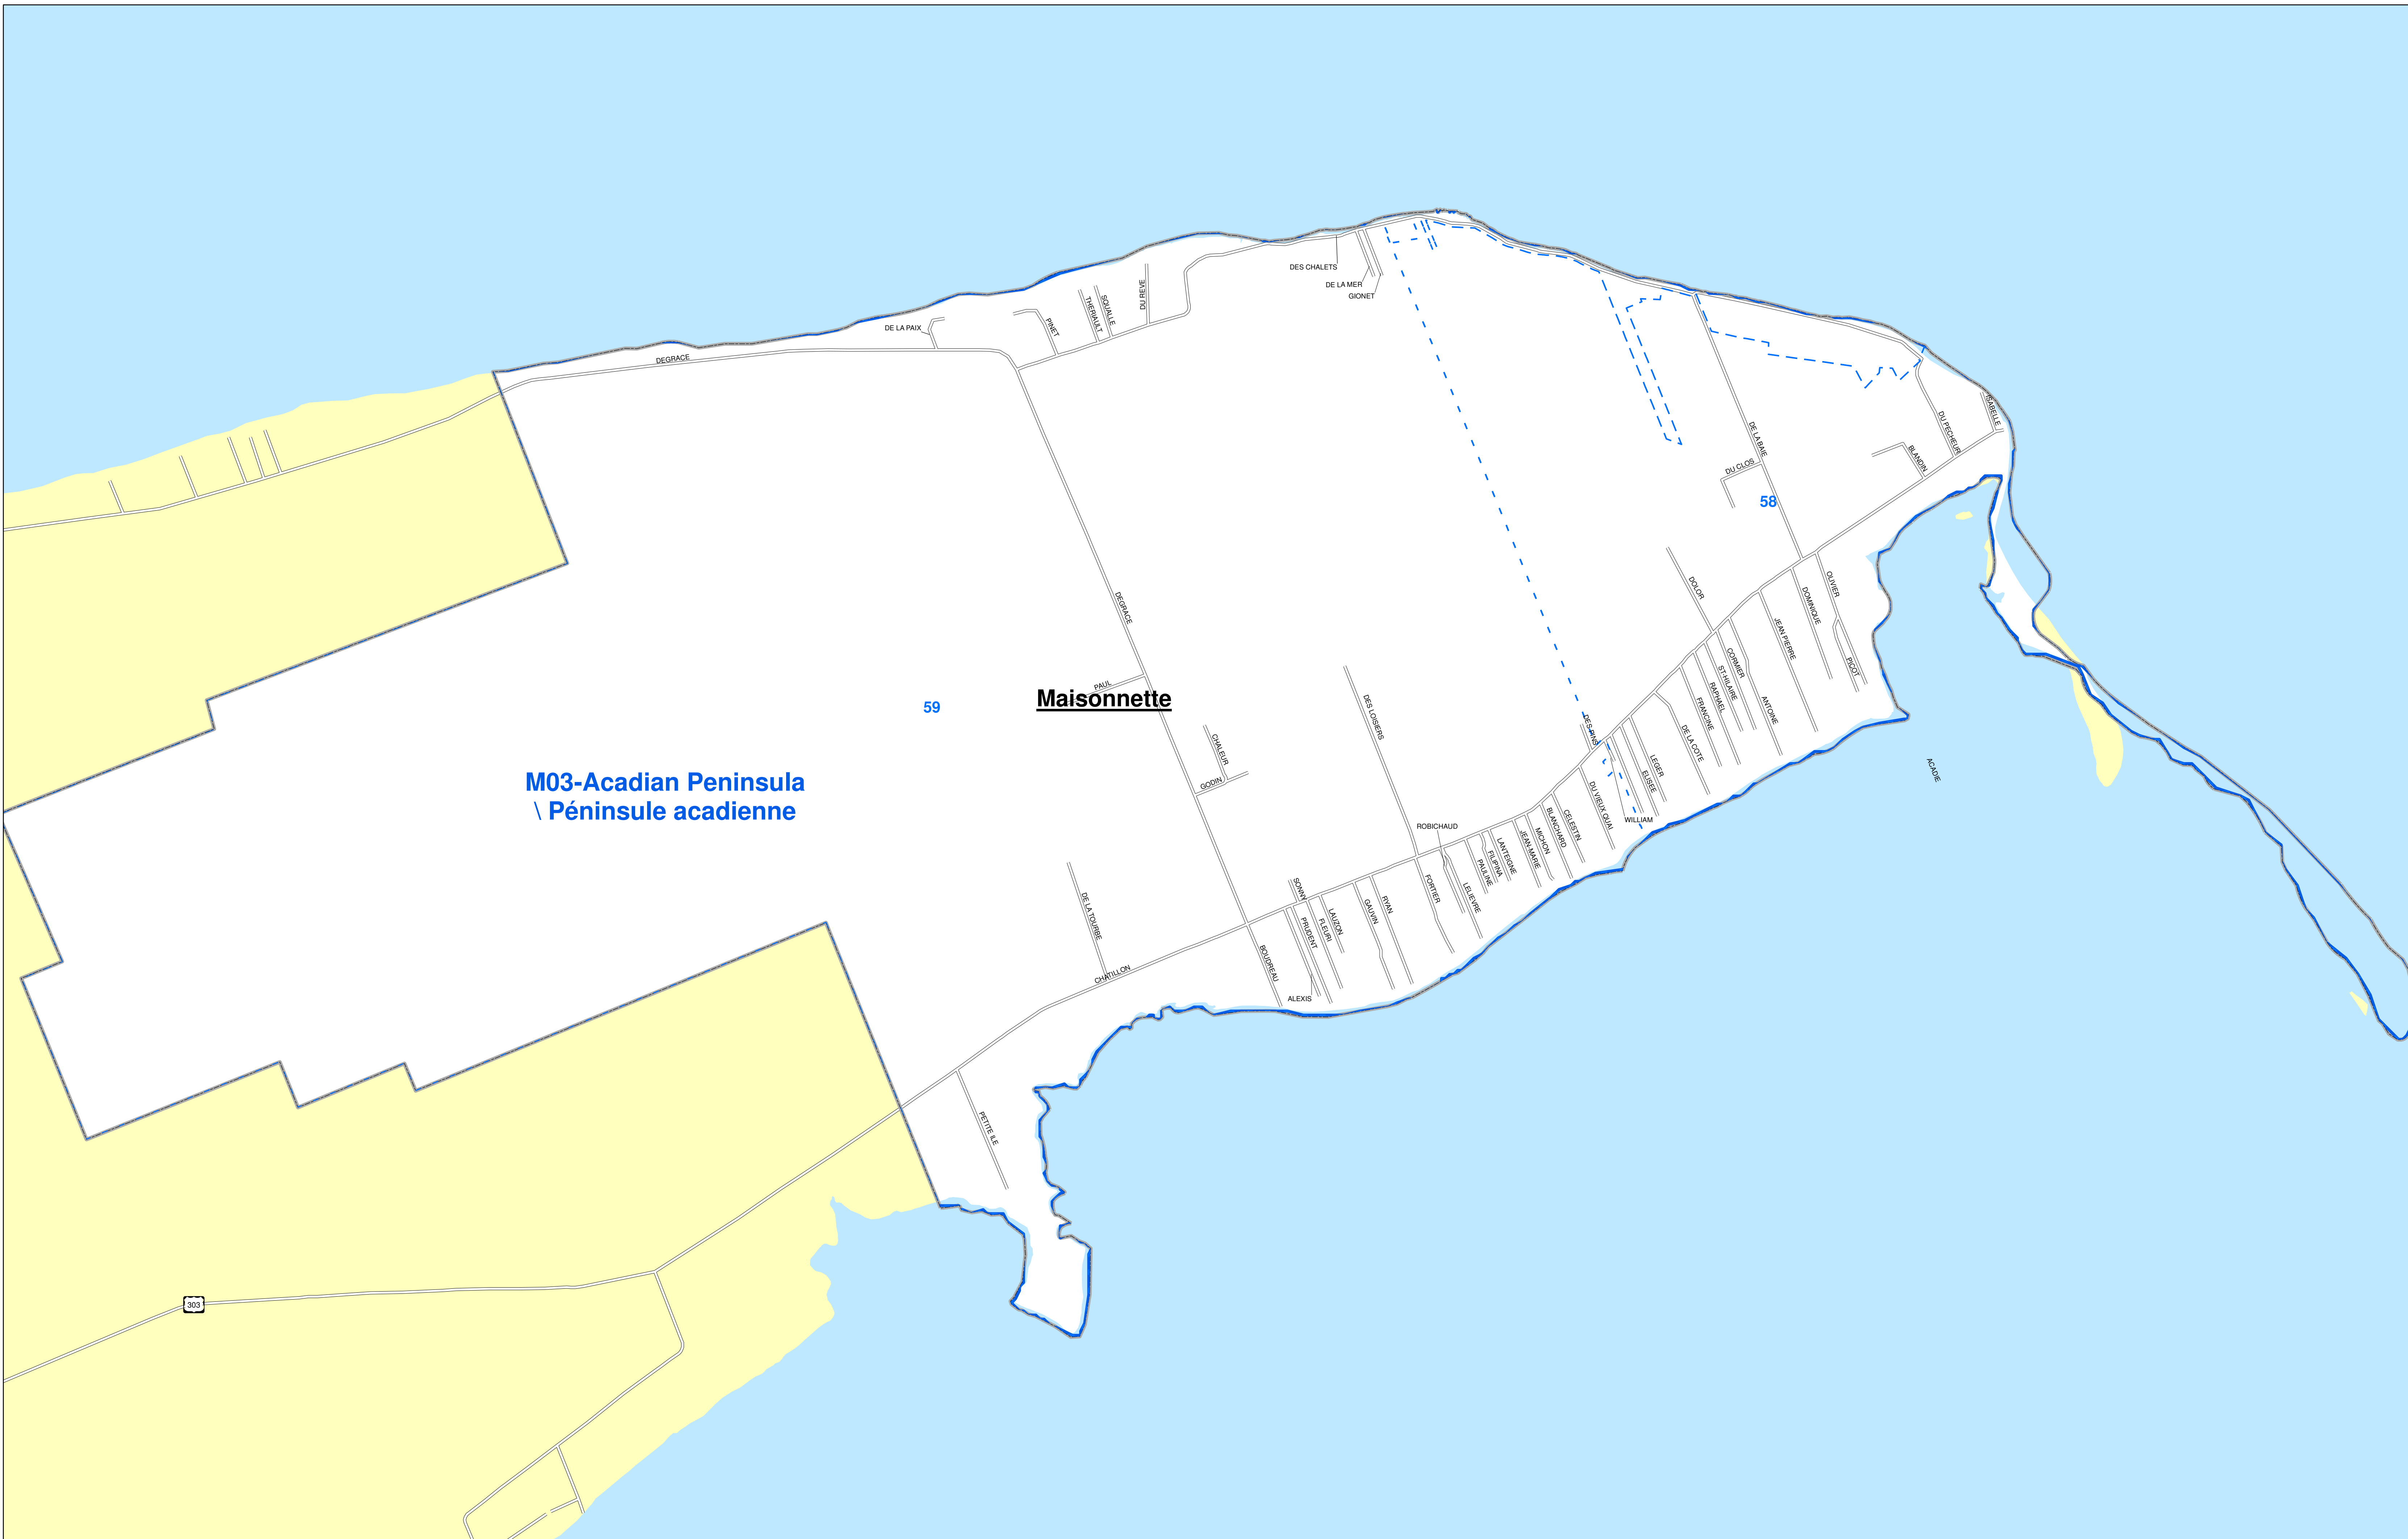 DES CHALETS
DE LA MER
GIONET
DU REVE
SQUALLE
THERIAULT
PINET
DE LA PAIX
DEGRACE
ISABELLE
DU PECHEUR
BLANDIN
DE LA BAIE
DU CLOS
58
DOLOR
OLIVIER
DOMINIQUE
JEAN PIERRE
PICOT
CORMIER
ST-HILAIRE
RAPHAEL
FRANCINE
ANTOINE
DE LA COTE
DEGRACE
PAUL
Maisonnette
59
DES LOISIERS
DES PINS
CHALEUR
GODIN
LEGER
ELISEE
WILLIAM
DU VIEUX QUAI
ACADIE
M03-Acadian Peninsula
\ Péninsule acadienne
CELESTIN
BLANCHARD
MICHON
JEAN-MARIE
LANTEIGNE
FILIPINA
PAULINE
ROBICHAUD
LELIEVRE
FORTIER
RYAN
GAUVIN
SONNY
LAUZON
FLEURI
PRUDENT
ALEXIS
BOUDREAU
DE LA TOURBE
CHATILLON
PETITE ILE
303